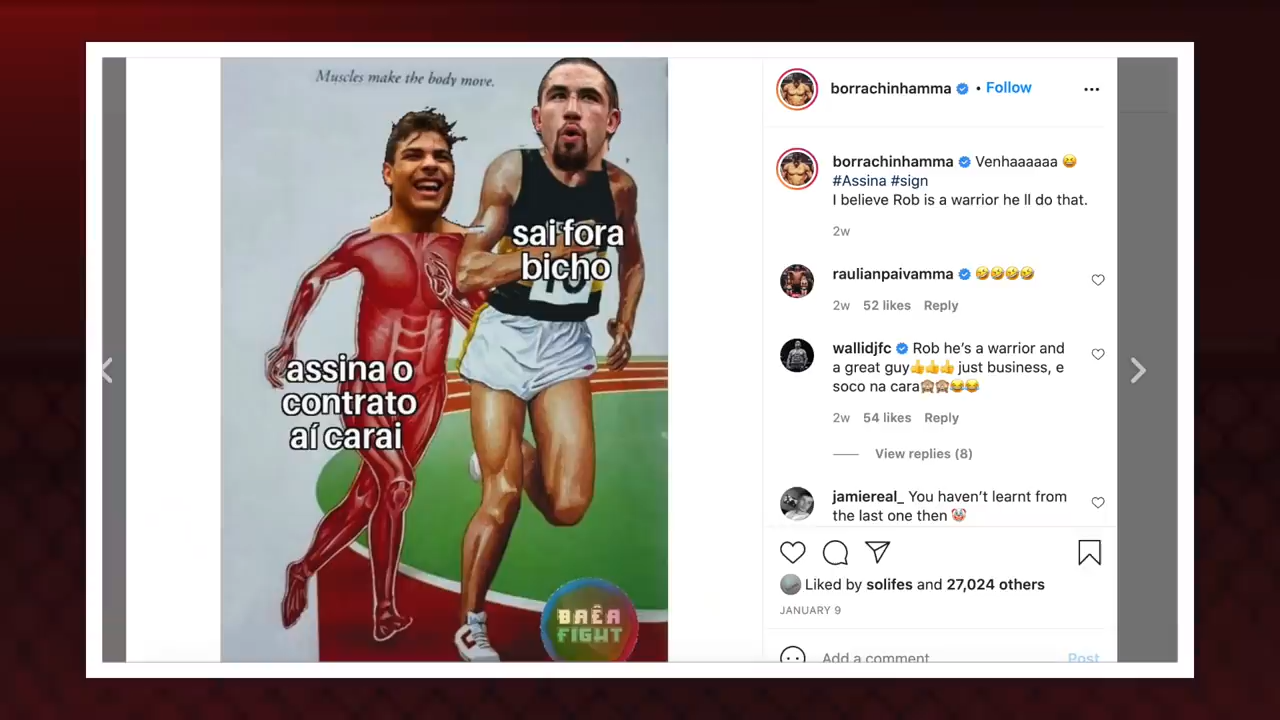 Muscles make the body move.
sai fora
bicho
assina o
contrato
aí carai
BAÊA
FIGHT
borrachinhamma • Follow
borrachinhamma Venhaaaaaa 😆
#Assina #sign
I believe Rob is a warrior he ll do that.
2w
raulianpaivamma 🤣🤣🤣🤣
2w 52 likes Reply
wallidjfc Rob he's a warrior and
a great guy👍👍👍 just business, e
soco na cara🙈🙈😂😂
2w 54 likes Reply
View replies (8)
jamiereal_ You haven't learnt from
the last one then 🤡
Liked by solifes and 27,024 others
JANUARY 9
Add a comment
Post